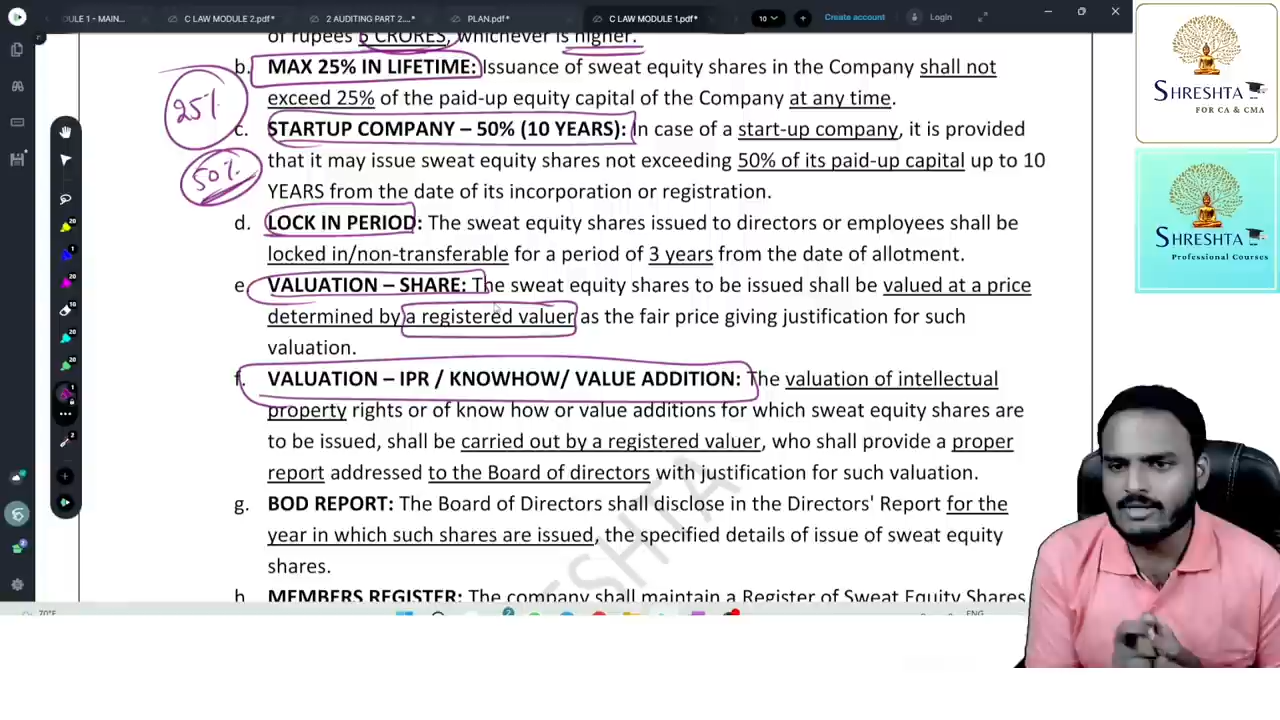 DULE 1 - MAIN...
C LAW MODULE 2.pdf*
2 AUDITING PART 2....*
PLAN.pdf*
C LAW MODULE 1.pdf*
10
Create account
Login
of rupees 5 CRORES, whichever is higher.
b. MAX 25% IN LIFETIME: Issuance of sweat equity shares in the Company shall not
exceed 25% of the paid-up equity capital of the Company at any time.
25%
c. STARTUP COMPANY – 50% (10 YEARS): In case of a start-up company, it is provided
that it may issue sweat equity shares not exceeding 50% of its paid-up capital up to 10
50%
YEARS from the date of its incorporation or registration.
d. LOCK IN PERIOD: The sweat equity shares issued to directors or employees shall be
locked in/non-transferable for a period of 3 years from the date of allotment.
e. VALUATION – SHARE: The sweat equity shares to be issued shall be valued at a price
determined by a registered valuer as the fair price giving justification for such
valuation.
f. VALUATION – IPR / KNOWHOW/ VALUE ADDITION: The valuation of intellectual
property rights or of know how or value additions for which sweat equity shares are
to be issued, shall be carried out by a registered valuer, who shall provide a proper
report addressed to the Board of directors with justification for such valuation.
g. BOD REPORT: The Board of Directors shall disclose in the Directors' Report for the
year in which such shares are issued, the specified details of issue of sweat equity
shares.
h. MEMBERS REGISTER: The company shall maintain a Register of Sweat Equity Shares
SHRESHTA
FOR CA & CMA
SHRESHTA
Professional Courses
70°F
ENG